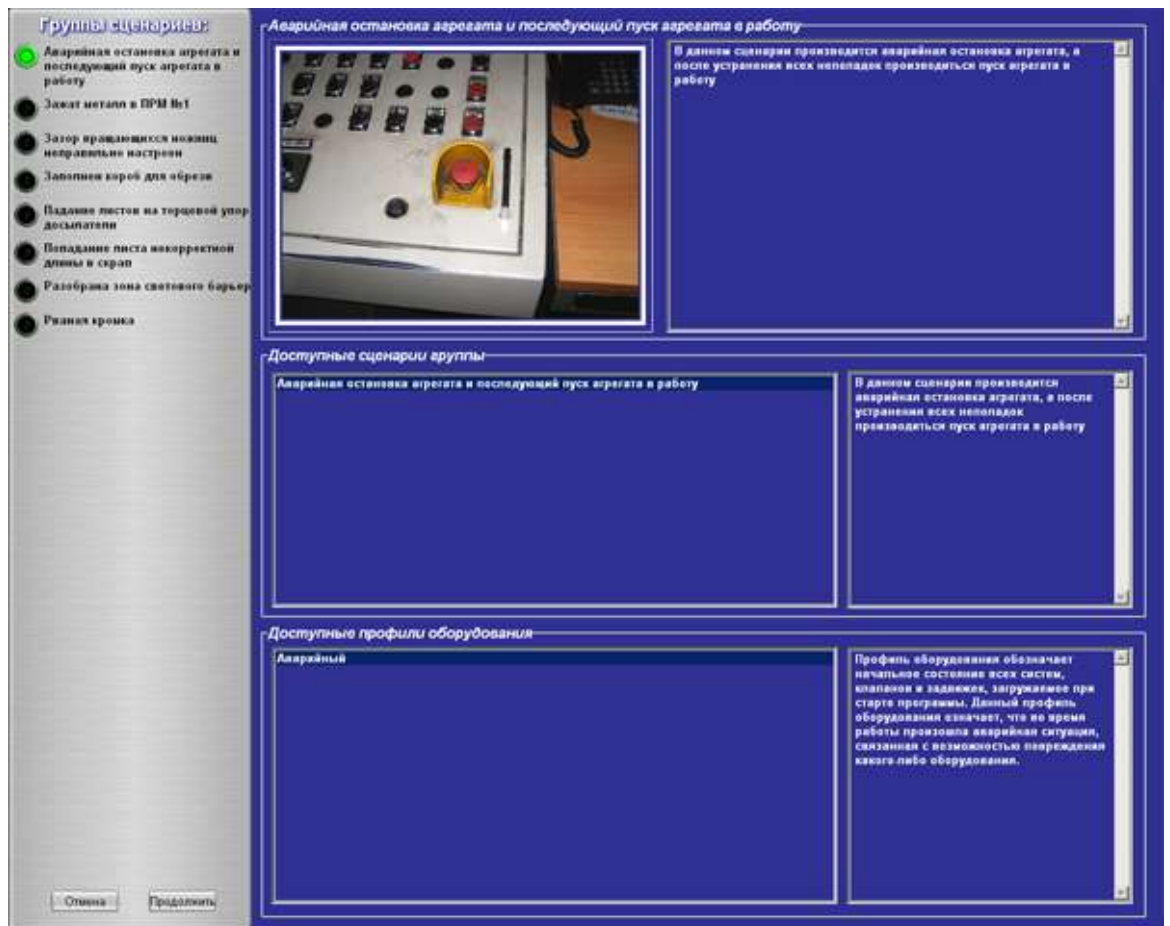 Группы сценариев:
Аварийная остановка агрегата и
последующий пуск агрегата в
работу
Зажат металл в ПРМ №1
Зазор вращающихся ножниц
неправильно настроен
Заполнен короб для обрези
Падание листов на торцевой упор
досылатели
Попадание листа некорректной
длины в скрап
Разобрана зона светового барьер
Рваная кромка
Отмена
Продолжить
Аварийная остановка агрегата и последующий пуск агрегата в работу
В данном сценарии производится аварийная остановка агрегата, а
после устранения всех неполадок производиться пуск агрегата в
работу
Доступные сценарии группы
Аварийная остановка агрегата и последующий пуск агрегата в работу
В данном сценарии производится
аварийная остановка агрегата, а после
устранения всех неполадок
производиться пуск агрегата в работу
Доступные профили оборудования
Аварийный
Профиль оборудования обозначает
начальное состояние всех систем,
клапанов и задвижек, загружаемое при
старте программы. Данный профиль
оборудования означает, что во время
работы произошла аварийная ситуация,
связанная с возможностью повреждения
какого-либо оборудования.